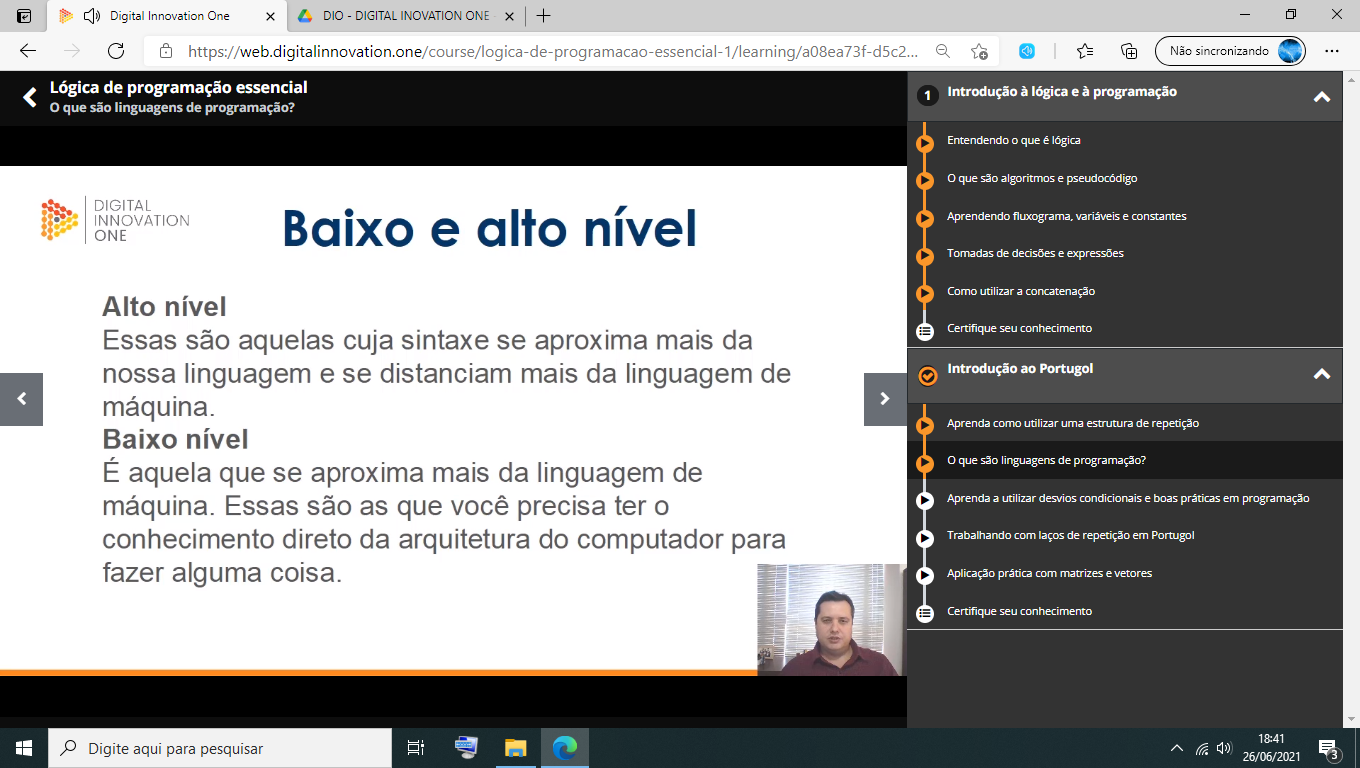 Digital Innovation One
DIO - DIGITAL INOVATION ONE
https://web.digitalinnovation.one/course/logica-de-programacao-essencial-1/learning/a08ea73f-d5c2...
Não sincronizando
Lógica de programação essencial
O que são linguagens de programação?
DIGITAL
INNOVATION
ONE
Baixo e alto nível
Alto nível
Essas são aquelas cuja sintaxe se aproxima mais da
nossa linguagem e se distanciam mais da linguagem de
máquina.
Baixo nível
É aquela que se aproxima mais da linguagem de
máquina. Essas são as que você precisa ter o
conhecimento direto da arquitetura do computador para
fazer alguma coisa.
1
Introdução à lógica e à programação
Entendendo o que é lógica
O que são algoritmos e pseudocódigo
Aprendendo fluxograma, variáveis e constantes
Tomadas de decisões e expressões
Como utilizar a concatenação
Certifique seu conhecimento
Introdução ao Portugol
Aprenda como utilizar uma estrutura de repetição
O que são linguagens de programação?
Aprenda a utilizar desvios condicionais e boas práticas em programação
Trabalhando com laços de repetição em Portugol
Aplicação prática com matrizes e vetores
Certifique seu conhecimento
Digite aqui para pesquisar
18:41
26/06/2021
3